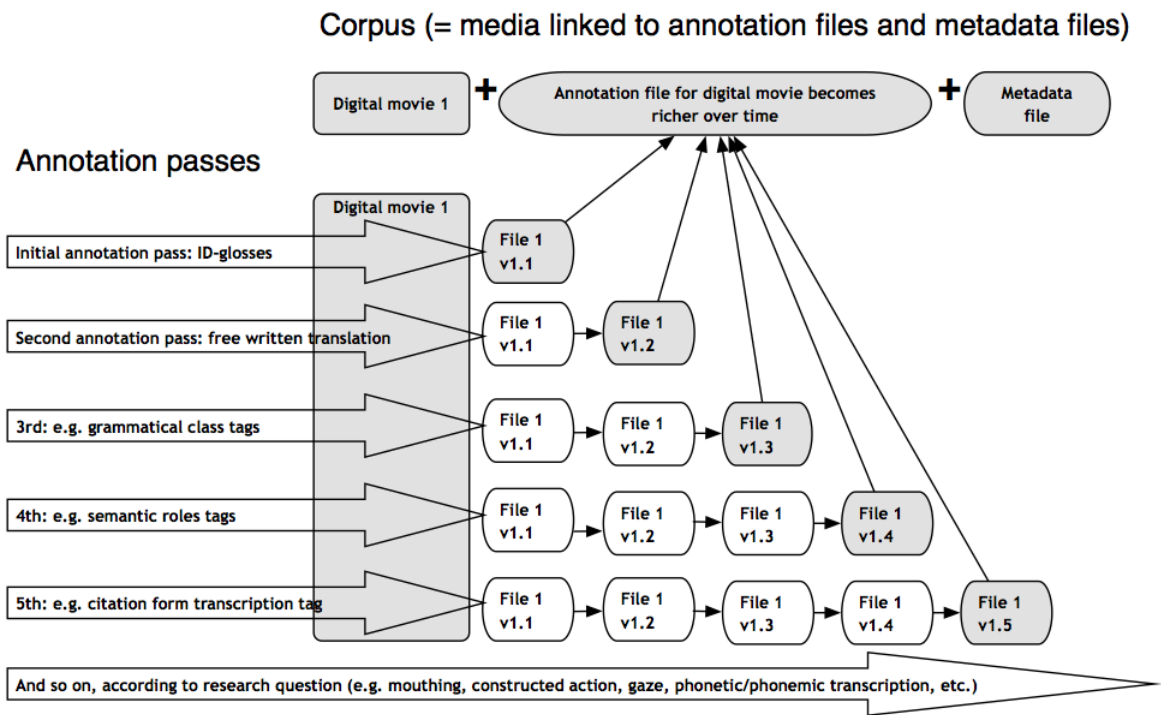 Corpus (= media linked to annotation files and metadata files)
Digital movie 1
+
Annotation file for digital movie becomes
richer over time
+
Metadata
file
Annotation passes
Digital movie 1
Initial annotation pass: ID-glosses
File 1
v1.1
Second annotation pass: free written translation
File 1
v1.1
File 1
v1.2
3rd: e.g. grammatical class tags
File 1
v1.1
File 1
v1.2
File 1
v1.3
4th: e.g. semantic roles tags
File 1
v1.1
File 1
v1.2
File 1
v1.3
File 1
v1.4
5th: e.g. citation form transcription tag
File 1
v1.1
File 1
v1.2
File 1
v1.3
File 1
v1.4
File 1
v1.5
And so on, according to research question (e.g. mouthing, constructed action, gaze, phonetic/phonemic transcription, etc.)